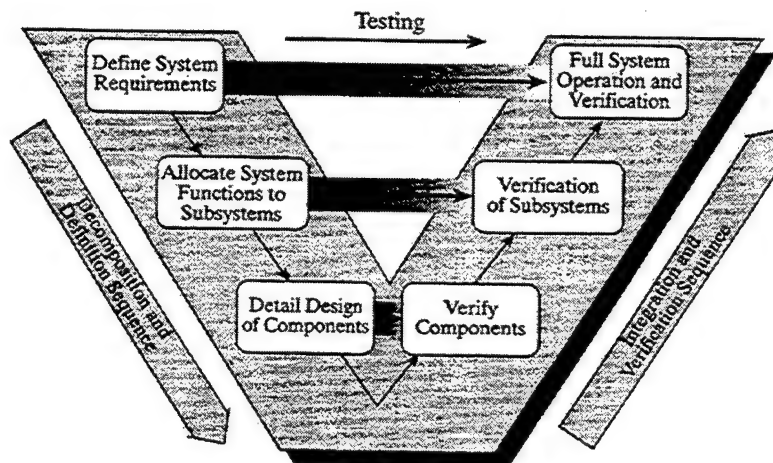 Testing
Define System
Requirements
Full System
Operation and
Verification
Allocate System
Functions to
Subsystems
Verification
of Subsystems
Detail Design
of Components
Verify
Components
Decomposition and
Definition Sequence
Integration and
Verification Sequence